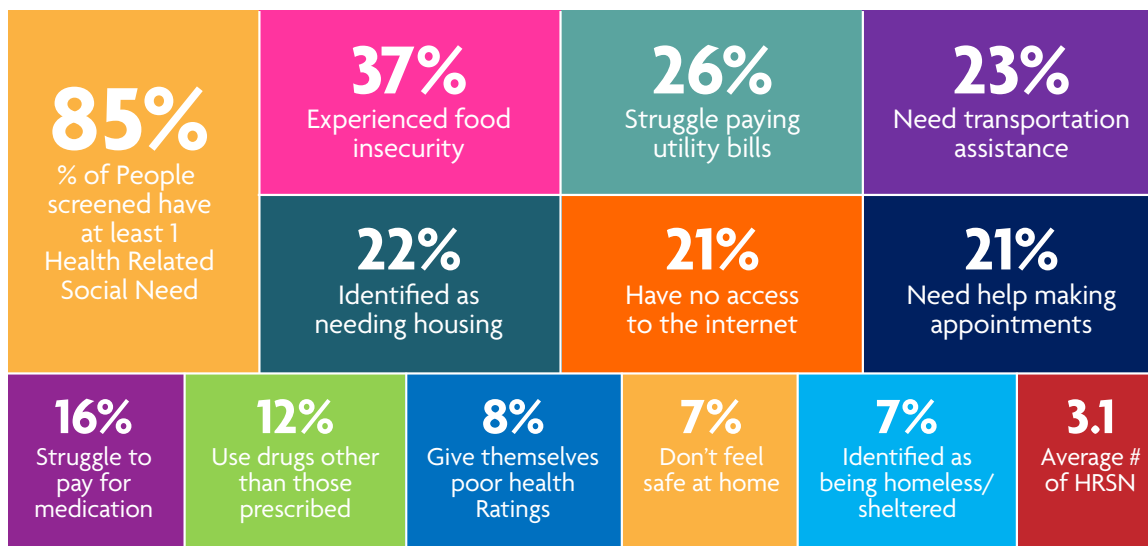 85%
% of People
screened have
at least 1
Health Related
Social Need
37%
Experienced food
insecurity
26%
Struggle paying
utility bills
23%
Need transportation
assistance
22%
Identified as
needing housing
21%
Have no access
to the internet
21%
Need help making
appointments
16%
Struggle to
pay for
medication
12%
Use drugs other
than those
prescribed
8%
Give themselves
poor health
Ratings
7%
Don't feel
safe at home
7%
Identified as
being homeless/
sheltered
3.1
Average #
of HRSN